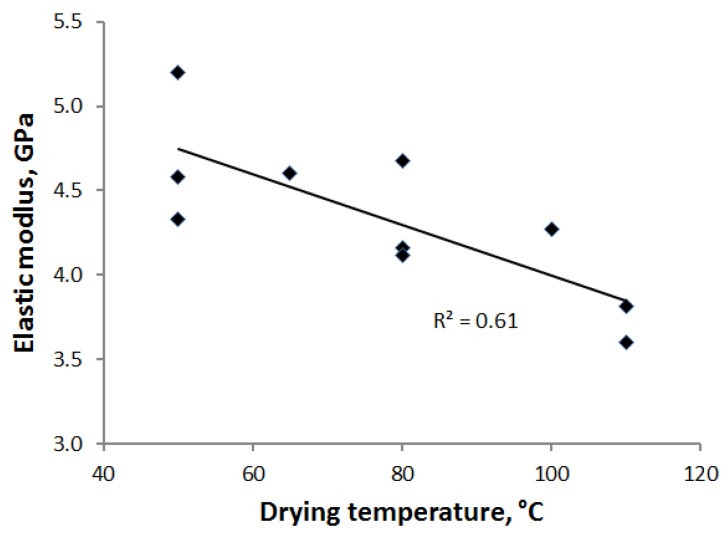 5.5
5.0
4.5
4.0
3.5
3.0
Elastic modlus, GPa
R² = 0.61
40 60 80 100 120
Drying temperature, °C